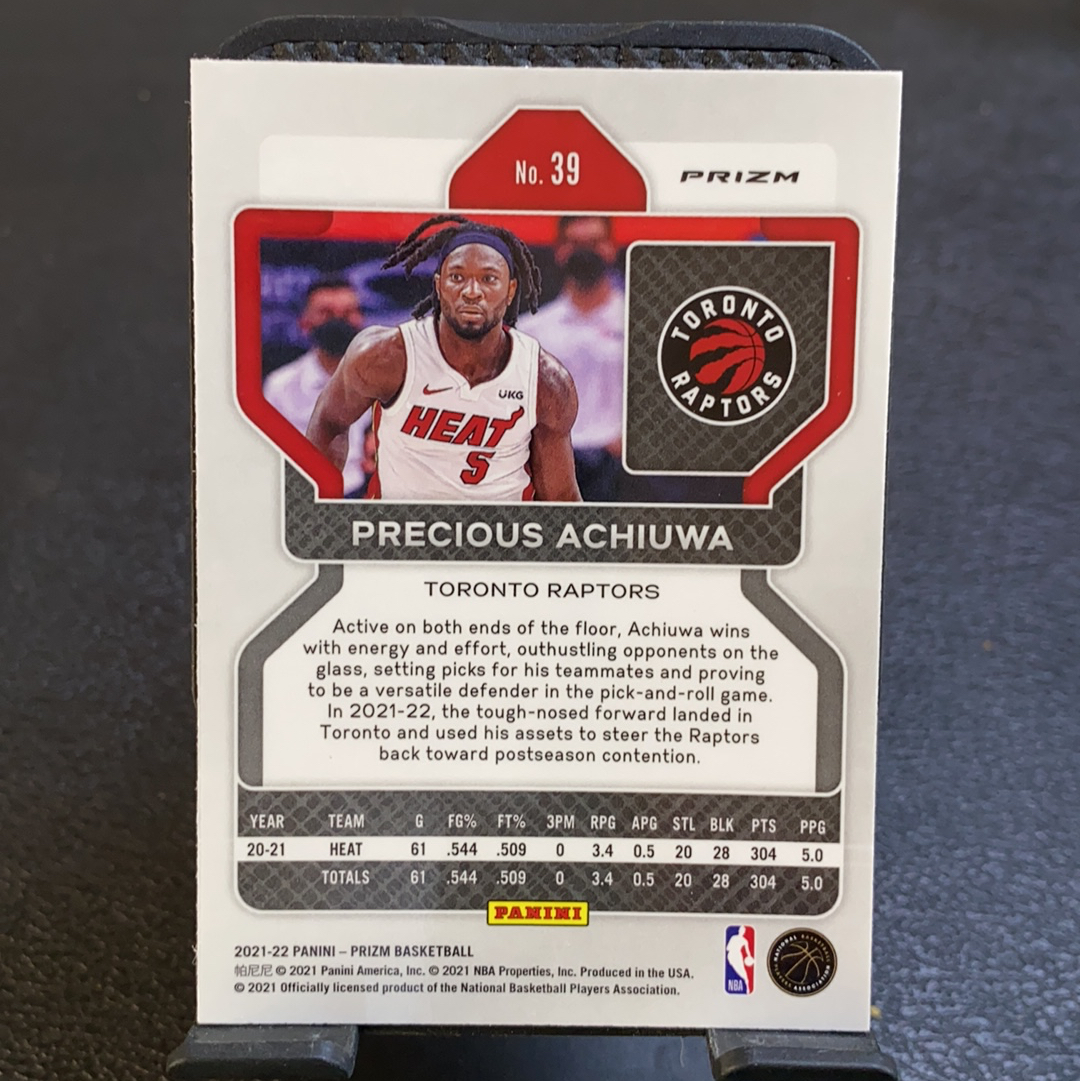 No. 39
PRIZM
TORONTO
RAPTORS
UKG
HEAT
5
PRECIOUS ACHIUWA
TORONTO RAPTORS
Active on both ends of the floor, Achiuwa wins
with energy and effort, outhustling opponents on the
glass, setting picks for his teammates and proving
to be a versatile defender in the pick-and-roll game.
In 2021-22, the tough-nosed forward landed in
Toronto and used his assets to steer the Raptors
back toward postseason contention.
YEAR TEAM G FG% FT% 3PM RPG APG STL BLK PTS PPG
20-21 HEAT 61 .544 .509 0 3.4 0.5 20 28 304 5.0
TOTALS 61 .544 .509 0 3.4 0.5 20 28 304 5.0
PANINI
2021-22 PANINI – PRIZM BASKETBALL
帕尼尼 © 2021 Panini America, Inc. © 2021 NBA Properties, Inc. Produced in the USA.
© 2021 Officially licensed product of the National Basketball Players Association.
NBA
NATIONAL BASKETBALL
PLAYERS ASSOCIATION